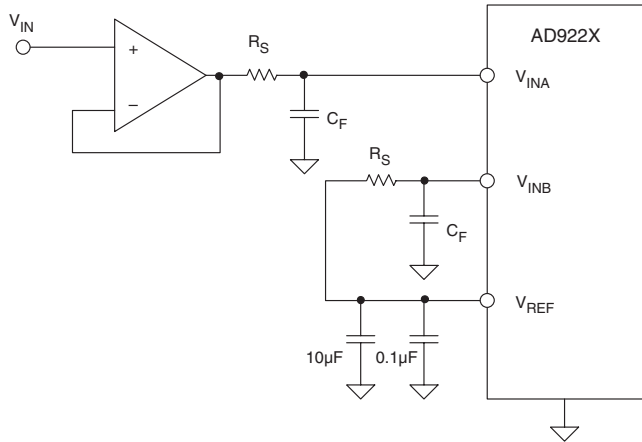 V_IN
AD922X
R_S
+
V_INA
−
C_F
R_S
V_INB
C_F
V_REF
10µF 0.1µF